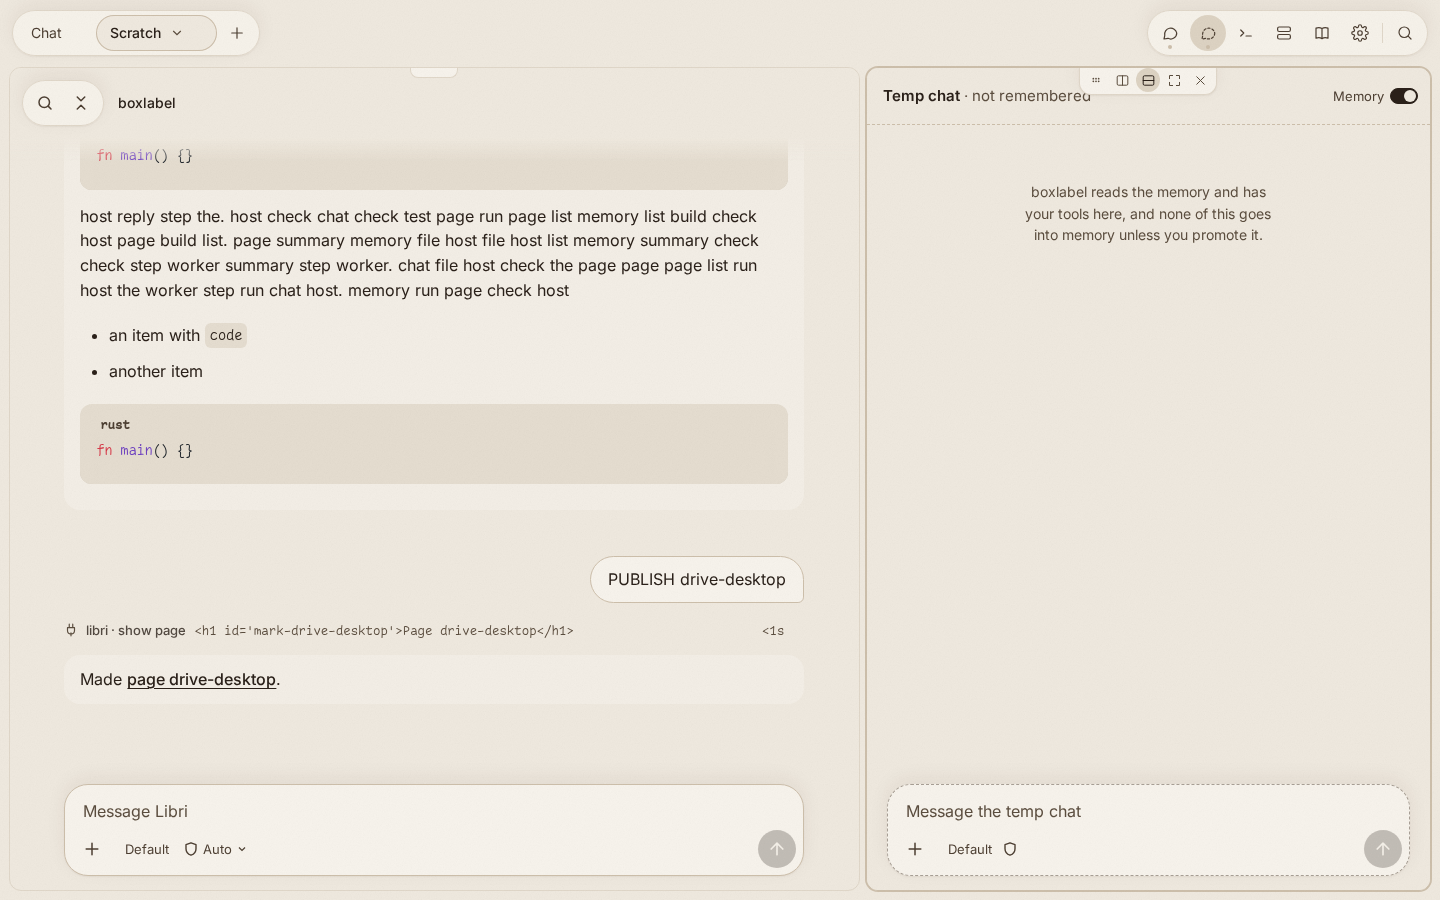 Chat
Scratch
boxlabel
fn main() {}
host reply step the. host check chat check test page run page list memory list build check
host page build list. page summary memory file host file host list memory summary check
check step worker summary step worker. chat file host check the page page page list run
host the worker step run chat host. memory run page check host
• an item with code
• another item
rust
fn main() {}
PUBLISH drive-desktop
libri · show page <h1 id='mark-drive-desktop'>Page drive-desktop</h1> <1s
Made page drive-desktop.
Message Libri
Default Auto
Temp chat · not remembered
Memory
boxlabel reads the memory and has
your tools here, and none of this goes
into memory unless you promote it.
Message the temp chat
Default